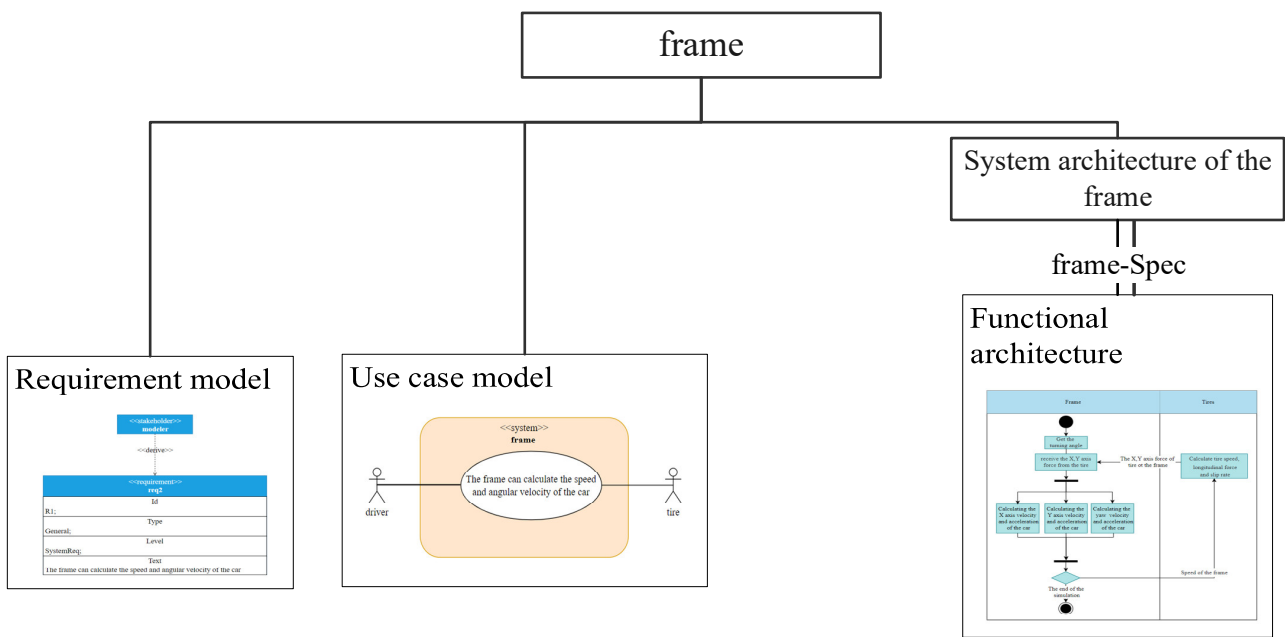 frame
System architecture of the
frame
frame-Spec
Requirement model
<<stakeholder>>
modeler
<<derive>>
<<requirement>>
req2
Id
R1;
Type
General;
Level
SystemReq;
Text
The frame can calculate the speed and angular velocity of the car
Use case model
<<system>>
frame
The frame can calculate the speed
and angular velocity of the car
driver
tire
Functional
architecture
Frame
Tires
Get the
turning angle
receive the X,Y axis
force from the tire
The X,Y axis force of
tire ot the frame
Calculate tire speed,
longitudinal force
and slip rate
Calculating the
X axis velocity
and acceleration
of the car
Calculating the
Y axis velocity
and acceleration
of the car
Calculating the
yaw velocity
and acceleration
of the car
Speed of the frame
The end of the
simulation